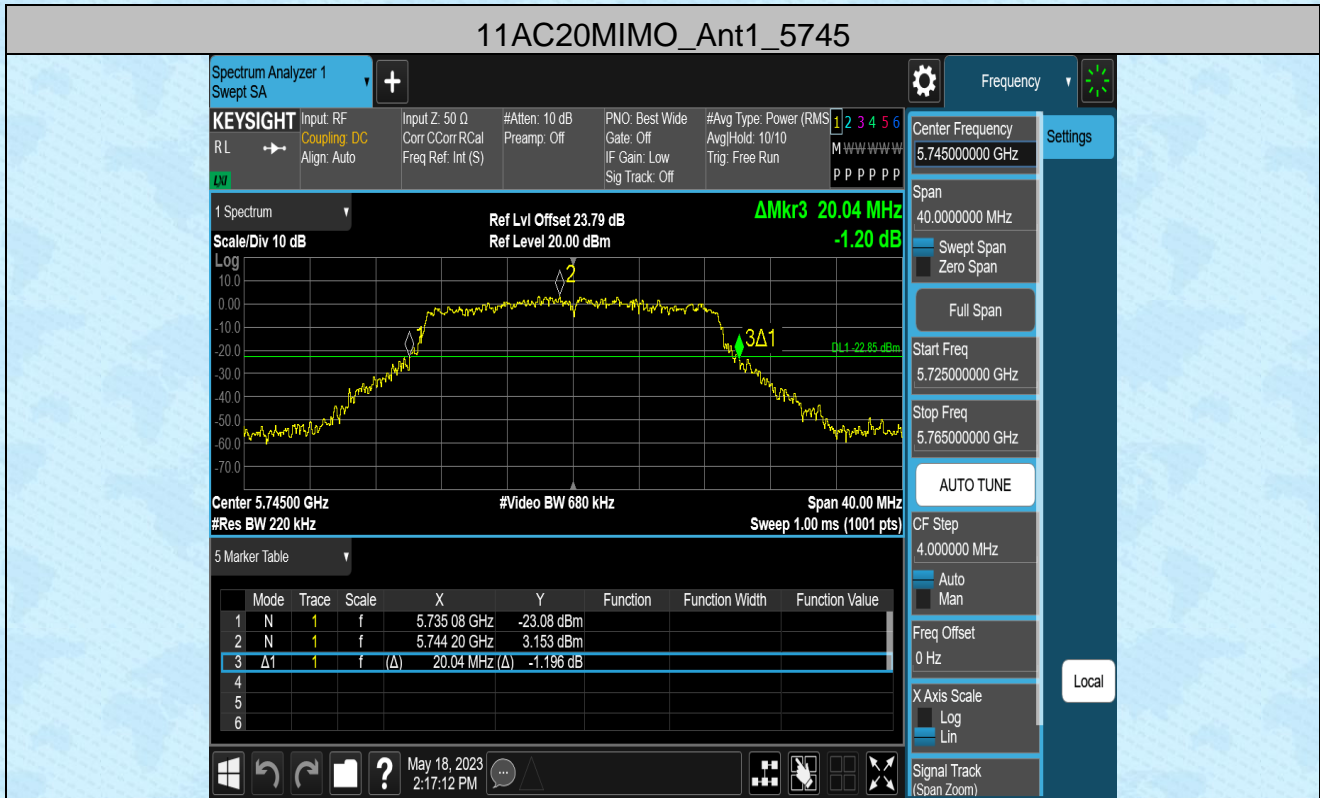 11AC20MIMO_Ant1_5745
Spectrum Analyzer 1
Swept SA
Frequency
KEYSIGHT
RL
LXI
Input: RF
Coupling: DC
Align: Auto
Input Z: 50 Ω
Corr CCorr RCal
Freq Ref: Int (S)
#Atten: 10 dB
Preamp: Off
PNO: Best Wide
Gate: Off
IF Gain: Low
Sig Track: Off
#Avg Type: Power (RMS
Avg|Hold: 10/10
Trig: Free Run
1 2 3 4 5 6
M W W W W W
P P P P P P
1 Spectrum
Scale/Div 10 dB
Ref Lvl Offset 23.79 dB
Ref Level 20.00 dBm
ΔMkr3 20.04 MHz
-1.20 dB
Log
10.0
0.00
-10.0
-20.0
-30.0
-40.0
-50.0
-60.0
-70.0
1
2
3Δ1
DL1 -22.85 dBm
Center 5.74500 GHz
#Video BW 680 kHz
Span 40.00 MHz
#Res BW 220 kHz
Sweep 1.00 ms (1001 pts)
5 Marker Table
Mode Trace Scale X Y Function Function Width Function Value
1 N 1 f 5.735 08 GHz -23.08 dBm
2 N 1 f 5.744 20 GHz 3.153 dBm
3 Δ1 1 f (Δ) 20.04 MHz (Δ) -1.196 dB
4
5
6
May 18, 2023
2:17:12 PM
Center Frequency
5.745000000 GHz
Settings
Span
40.0000000 MHz
Swept Span
Zero Span
Full Span
Start Freq
5.725000000 GHz
Stop Freq
5.765000000 GHz
AUTO TUNE
CF Step
4.000000 MHz
Auto
Man
Freq Offset
0 Hz
Local
X Axis Scale
Log
Lin
Signal Track
(Span Zoom)